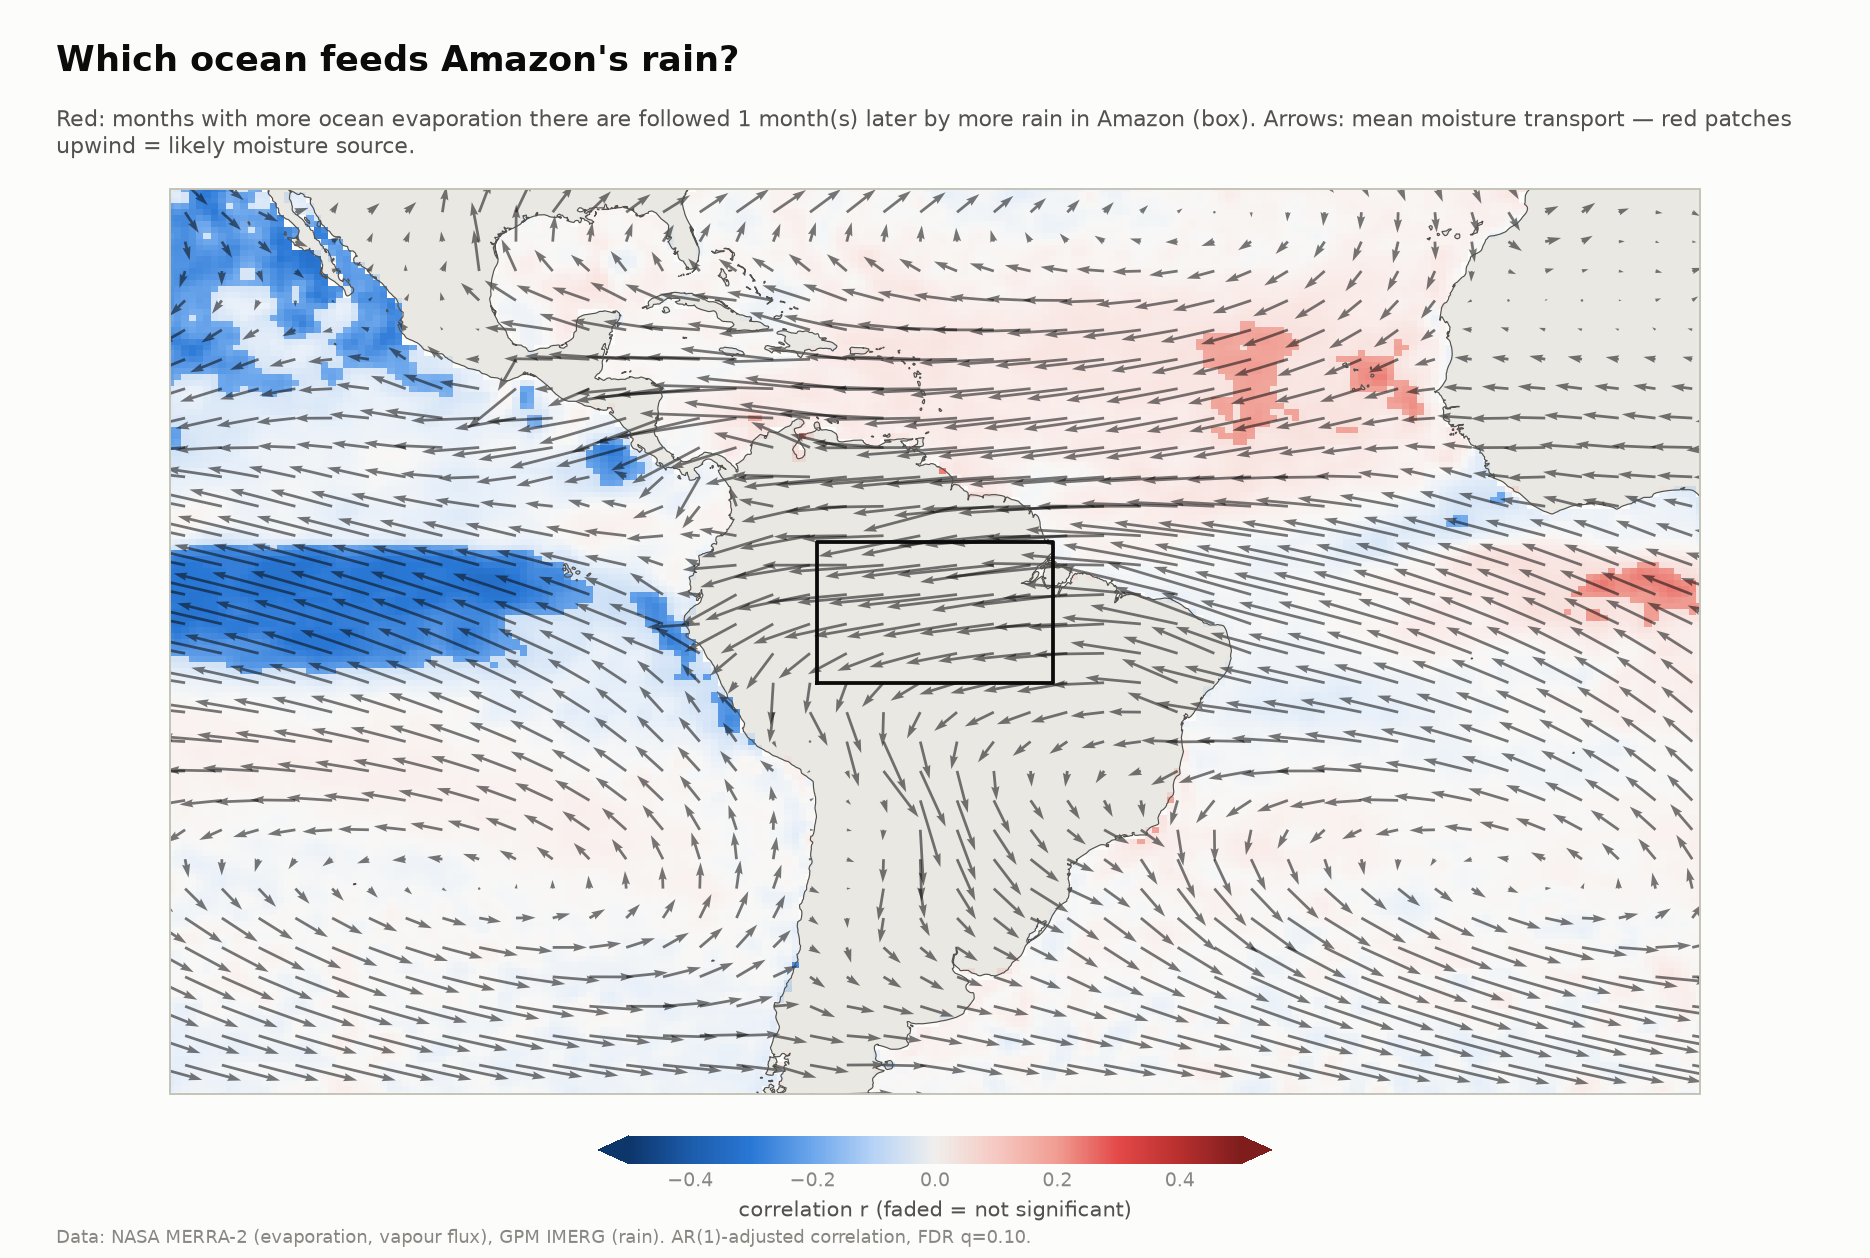 Which ocean feeds Amazon's rain?
Red: months with more ocean evaporation there are followed 1 month(s) later by more rain in Amazon (box). Arrows: mean moisture transport — red patches
upwind = likely moisture source.
−0.4 −0.2 0.0 0.2 0.4
correlation r (faded = not significant)
Data: NASA MERRA-2 (evaporation, vapour flux), GPM IMERG (rain). AR(1)-adjusted correlation, FDR q=0.10.